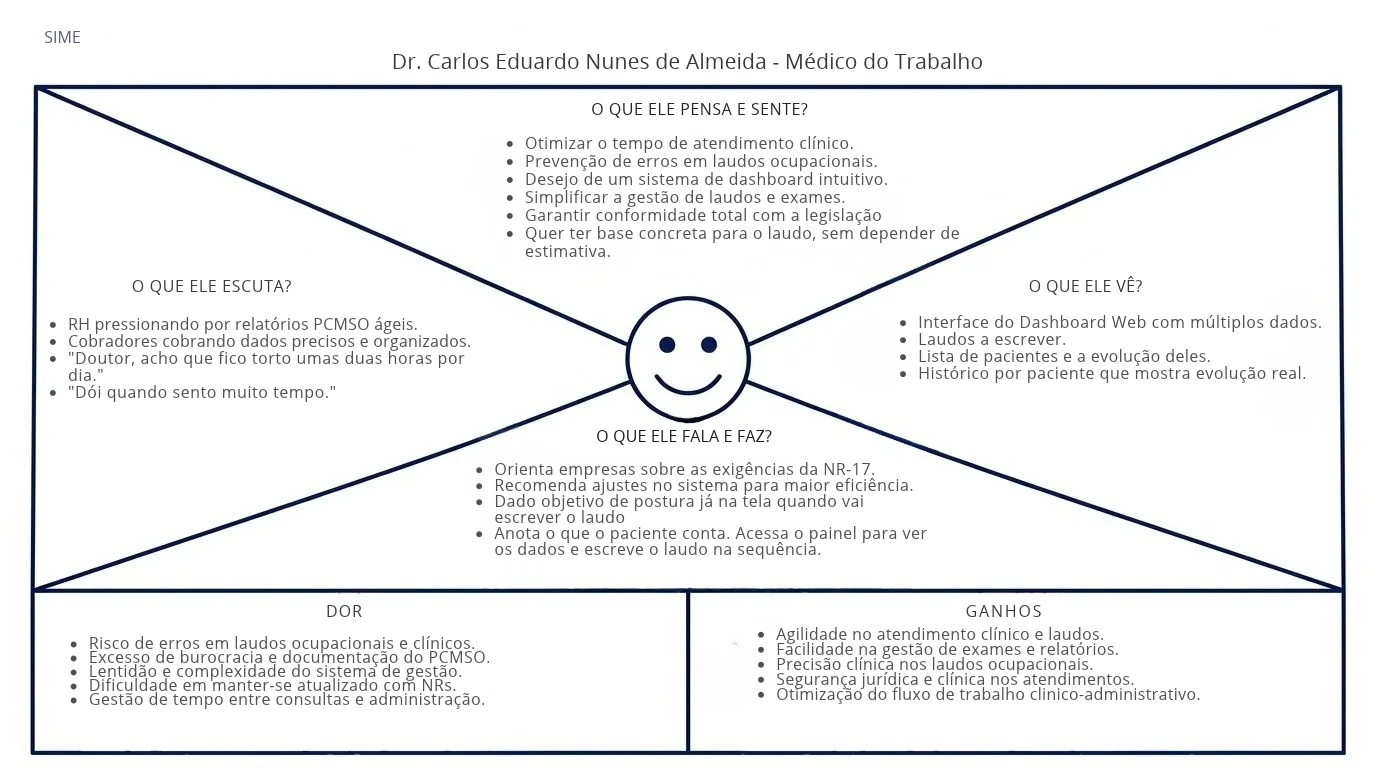 SIME
Dr. Carlos Eduardo Nunes de Almeida - Médico do Trabalho
O QUE ELE PENSA E SENTE?
• Otimizar o tempo de atendimento clínico.
• Prevenção de erros em laudos ocupacionais.
• Desejo de um sistema de dashboard intuitivo.
• Simplificar a gestão de laudos e exames.
• Garantir conformidade total com a legislação
• Quer ter base concreta para o laudo, sem depender de
estimativa.
O QUE ELE ESCUTA?
• RH pressionando por relatórios PCMSO ágeis.
• Cobradores cobrando dados precisos e organizados.
• "Doutor, acho que fico torto umas duas horas por
dia."
• "Dói quando sento muito tempo."
O QUE ELE VÊ?
• Interface do Dashboard Web com múltiplos dados.
• Laudos a escrever.
• Lista de pacientes e a evolução deles.
• Histórico por paciente que mostra evolução real.
O QUE ELE FALA E FAZ?
• Orienta empresas sobre as exigências da NR-17.
• Recomenda ajustes no sistema para maior eficiência.
• Dado objetivo de postura já na tela quando vai
escrever o laudo
• Anota o que o paciente conta. Acessa o painel para ver
os dados e escreve o laudo na sequência.
DOR
• Risco de erros em laudos ocupacionais e clínicos.
• Excesso de burocracia e documentação do PCMSO.
• Lentidão e complexidade do sistema de gestão.
• Dificuldade em manter-se atualizado com NRs.
• Gestão de tempo entre consultas e administração.
GANHOS
• Agilidade no atendimento clínico e laudos.
• Facilidade na gestão de exames e relatórios.
• Precisão clínica nos laudos ocupacionais.
• Segurança jurídica e clínica nos atendimentos.
• Otimização do fluxo de trabalho clinico-administrativo.